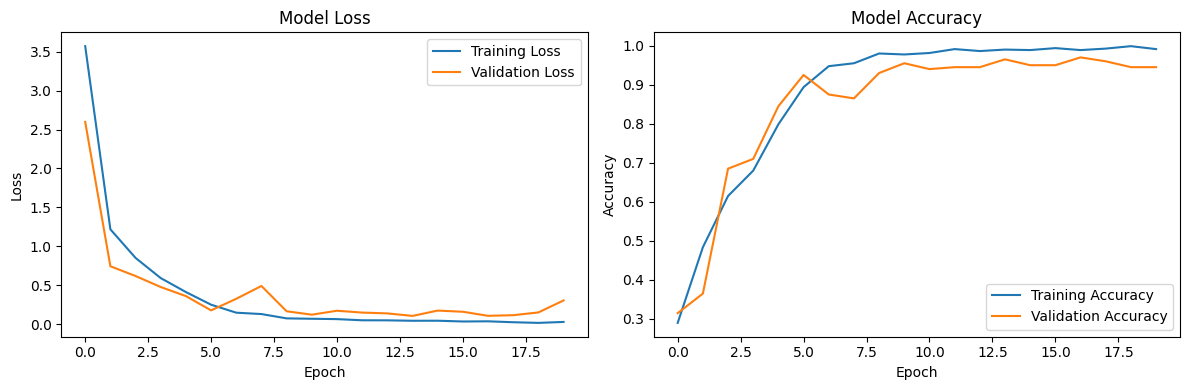 Model Loss
3.5
3.0
2.5
2.0
1.5
1.0
0.5
0.0
Loss
Training Loss
Validation Loss
0.0 2.5 5.0 7.5 10.0 12.5 15.0 17.5
Epoch
Model Accuracy
1.0
0.9
0.8
0.7
0.6
0.5
0.4
0.3
Accuracy
Training Accuracy
Validation Accuracy
0.0 2.5 5.0 7.5 10.0 12.5 15.0 17.5
Epoch